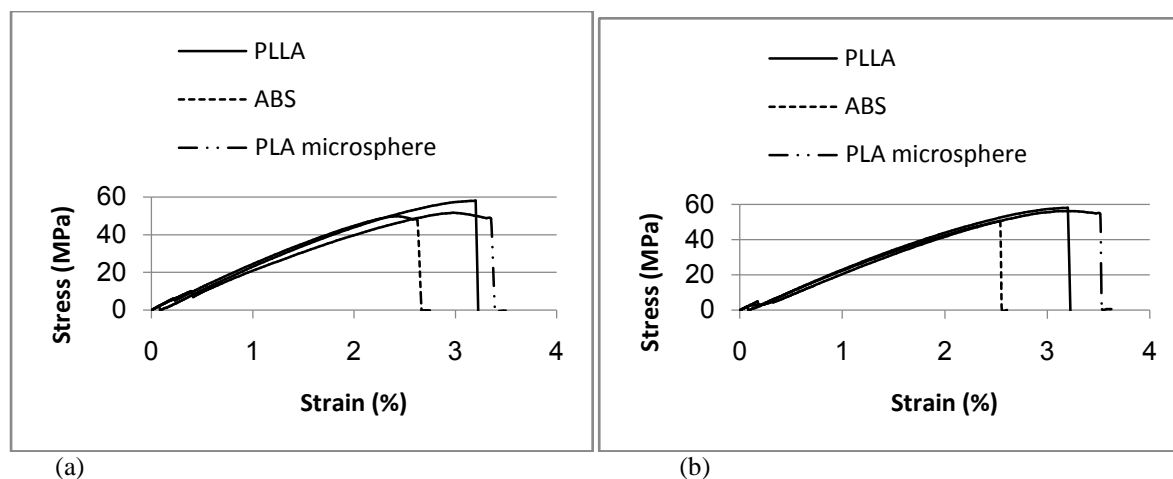 PLLA
ABS
PLA microsphere
60
40
20
0
Stress (MPa)
0 1 2 3 4
Strain (%)
(a)
PLLA
ABS
PLA microsphere
60
40
20
0
Stress (MPa)
0 1 2 3 4
Strain (%)
(b)